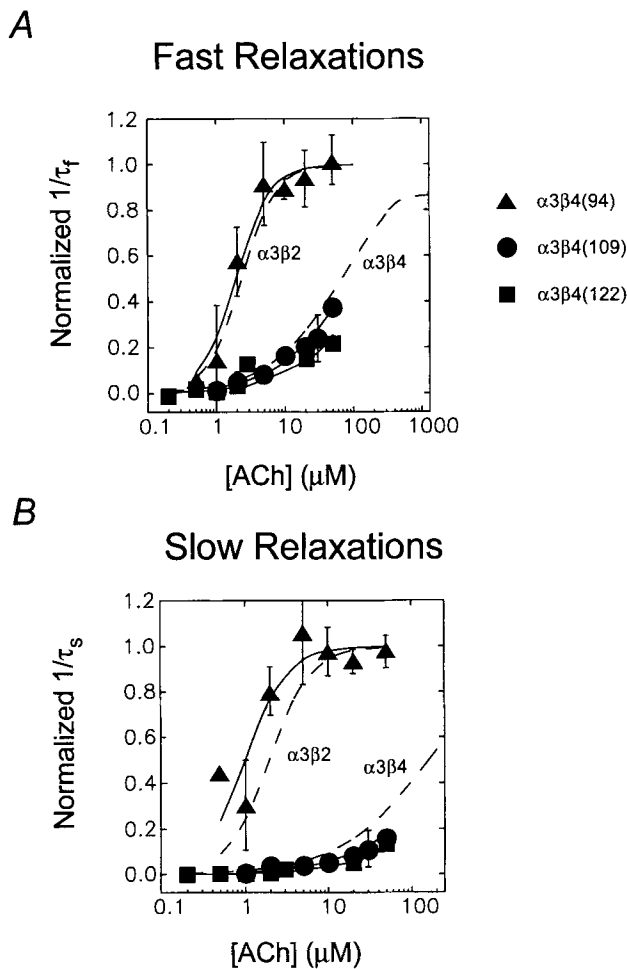 A
Fast Relaxations
Normalized 1/τf
1.2
1.0
0.8
0.6
0.4
0.2
0.0
α3β2
α3β4
0.1 1 10 100 1000
[ACh] (μM)
α3β4(94)
α3β4(109)
α3β4(122)
B
Slow Relaxations
Normalized 1/τs
1.2
1.0
0.8
0.6
0.4
0.2
0.0
α3β2
α3β4
0.1 1 10 100
[ACh] (μM)